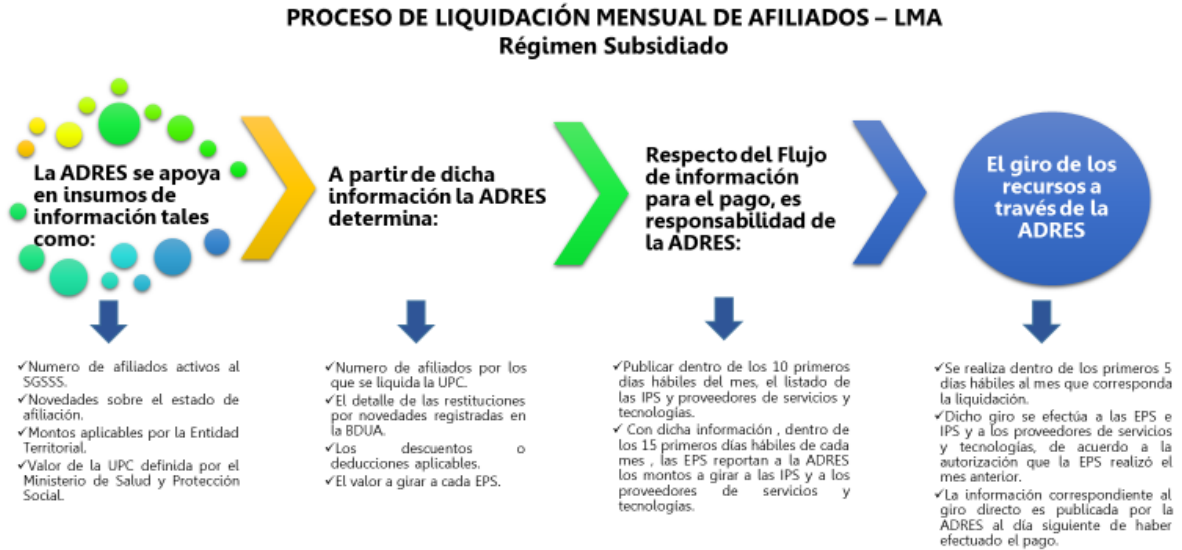 PROCESO DE LIQUIDACIÓN MENSUAL DE AFILIADOS – LMA
Régimen Subsidiado
La ADRES se apoya
en insumos de
información tales
como:
A partir de dicha
información la ADRES
determina:
Respecto del Flujo
de información
para el pago, es
responsabilidad de
la ADRES:
El giro de los
recursos a
través de la
ADRES
✓Numero de afiliados activos al
SGSSS.
✓Novedades sobre el estado de
afiliación.
✓Montos aplicables por la Entidad
Territorial.
✓Valor de la UPC definida por el
Ministerio de Salud y Protección
Social.
✓Numero de afiliados por los
que se liquida la UPC.
✓El detalle de las restituciones
por novedades registradas en
la BDUA.
✓Los descuentos o
deducciones aplicables.
✓El valor a girar a cada EPS.
✓Publicar dentro de los 10 primeros
días hábiles del mes, el listado de
las IPS y proveedores de servicios y
tecnologías.
✓ Con dicha información , dentro de
los 15 primeros días hábiles de cada
mes , las EPS reportan a la ADRES
los montos a girar a las IPS y a los
proveedores de servicios y
tecnologías.
✓Se realiza dentro de los primeros 5
días hábiles al mes que corresponda
la liquidación.
✓Dicho giro se efectúa a las EPS e
IPS y a los proveedores de servicios
y tecnologías, de acuerdo a la
autorización que la EPS realizó el
mes anterior.
✓La información correspondiente al
giro directo es publicada por la
ADRES al día siguiente de haber
efectuado el pago.